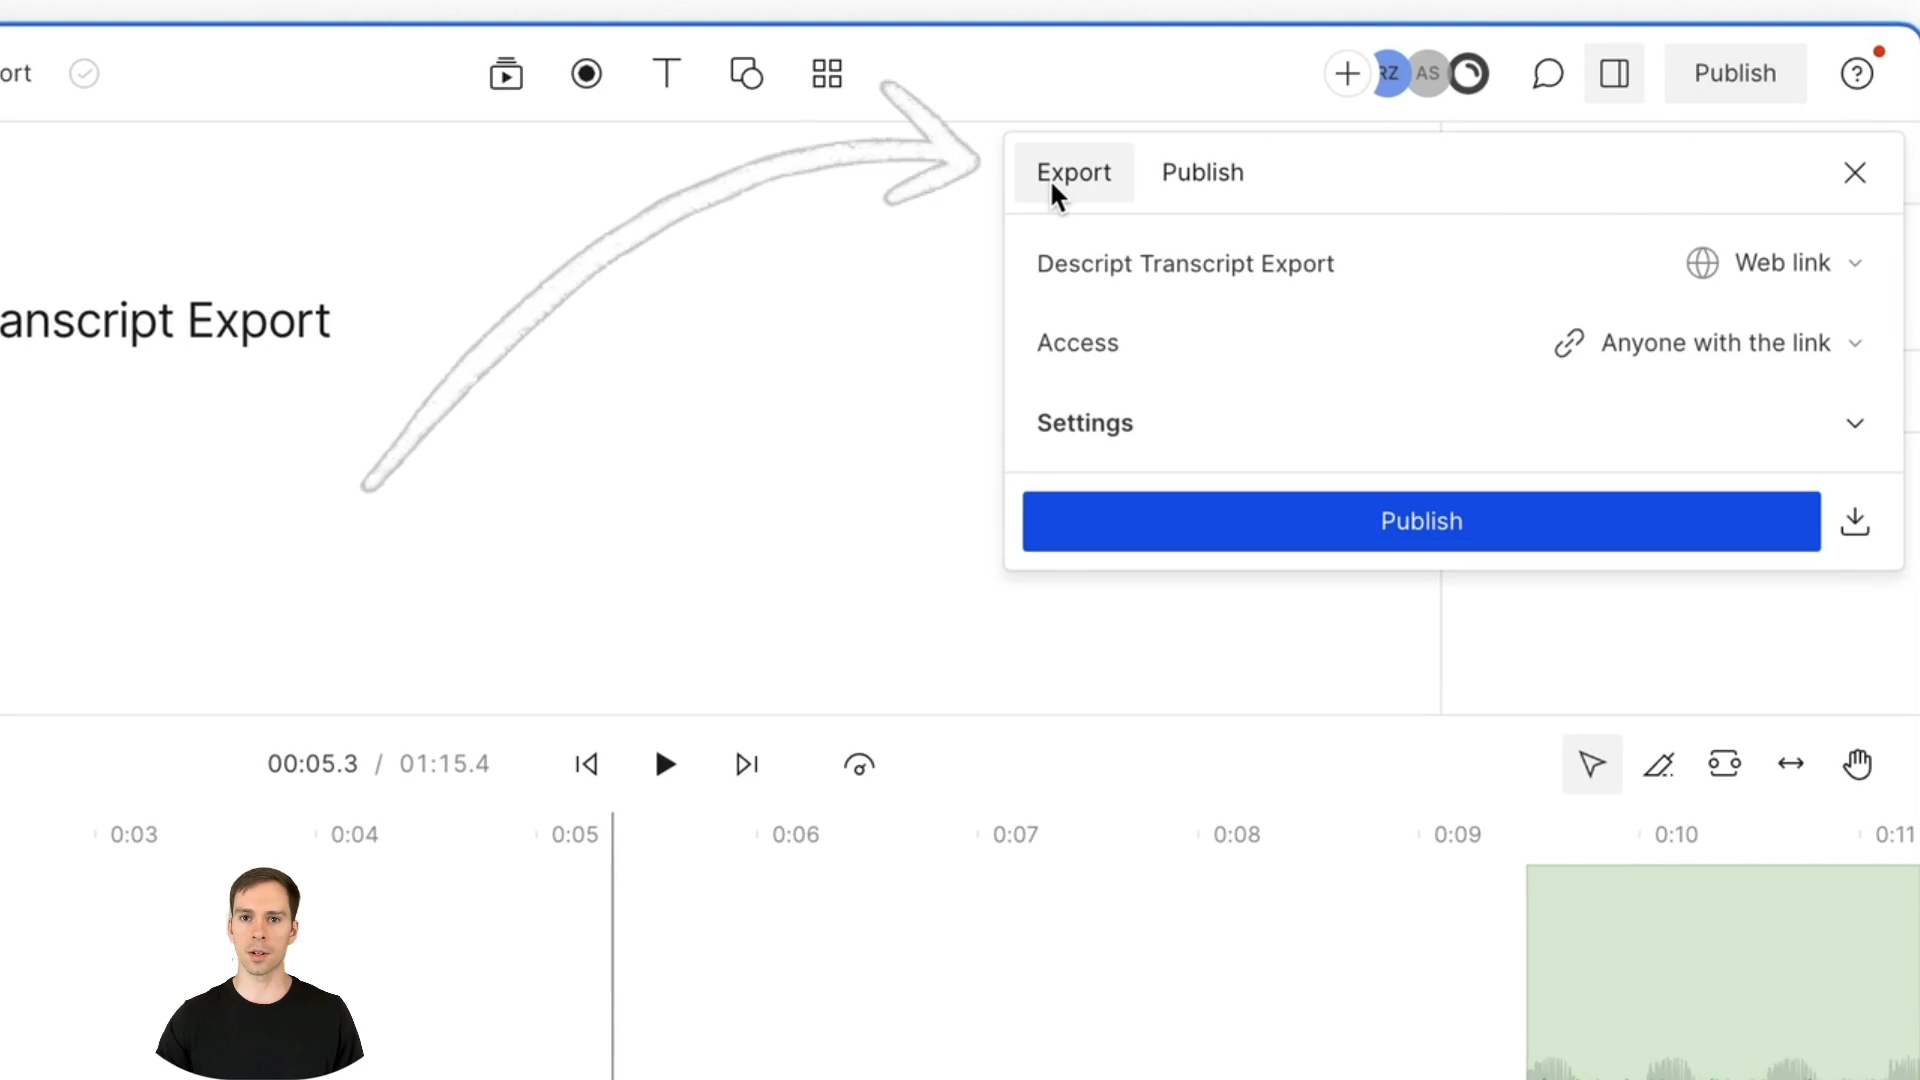 ort
RZ
AS
Publish
Export
Publish
Descript Transcript Export
Web link
Access
Anyone with the link
Settings
Publish
anscript Export
00:05.3 / 01:15.4
0:03
0:04
0:05
0:06
0:07
0:08
0:09
0:10
0:11